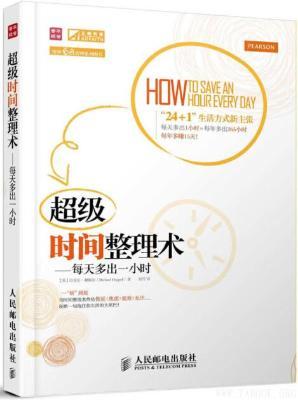 PEARSON
HOW TO SAVE AN
HOUR EVERY DAY
“24+1”生活方式新主张
每天多出1小时=每年多出365小时
每年多赚15天!
超级
时间整理术
——每天多出一小时
人民邮电出版社
超级时间整理术
——每天多出一小时
人民邮电出版社